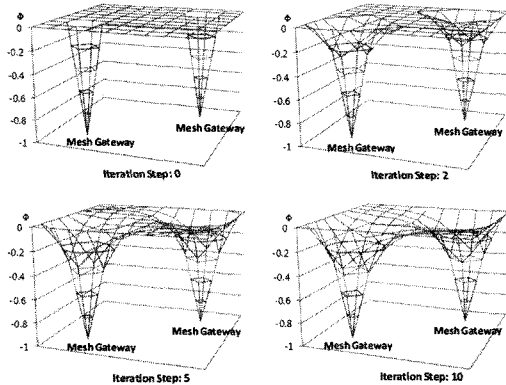 Φ
0
-0.2
-0.4
-0.6
-0.8
-1
Mesh Gateway
Mesh Gateway
Iteration Step: 0
Φ
0
-0.2
-0.4
-0.6
-0.8
-1
Mesh Gateway
Mesh Gateway
Iteration Step: 2
Φ
0
-0.2
-0.4
-0.6
-0.8
-1
Mesh Gateway
Mesh Gateway
Iteration Step: 5
Φ
0
-0.2
-0.4
-0.6
-0.8
-1
Mesh Gateway
Mesh Gateway
Iteration Step: 10